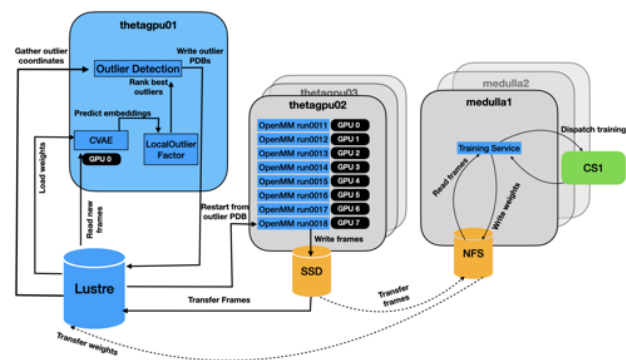 thetagpu01
Gather outlier
coordinates
Write outlier
PDBs
Outlier Detection
Rank best
outliers
Predict embeddings
CVAE
GPU 0
LocalOutlier
Factor
Load weights
Read new
frames
Lustre
Restart from
outlier PDB
thetagpu03
thetagpu02
OpenMM run0011 GPU 0
OpenMM run0012 GPU 1
OpenMM run0013 GPU 2
OpenMM run0014 GPU 3
OpenMM run0015 GPU 4
OpenMM run0016 GPU 5
OpenMM run0017 GPU 6
OpenMM run0018 GPU 7
Write frames
SSD
Transfer Frames
Transfer
frames
Transfer weights
medulla2
medulla1
Training Service
Dispatch training
CS1
Read frames
Write weights
NFS